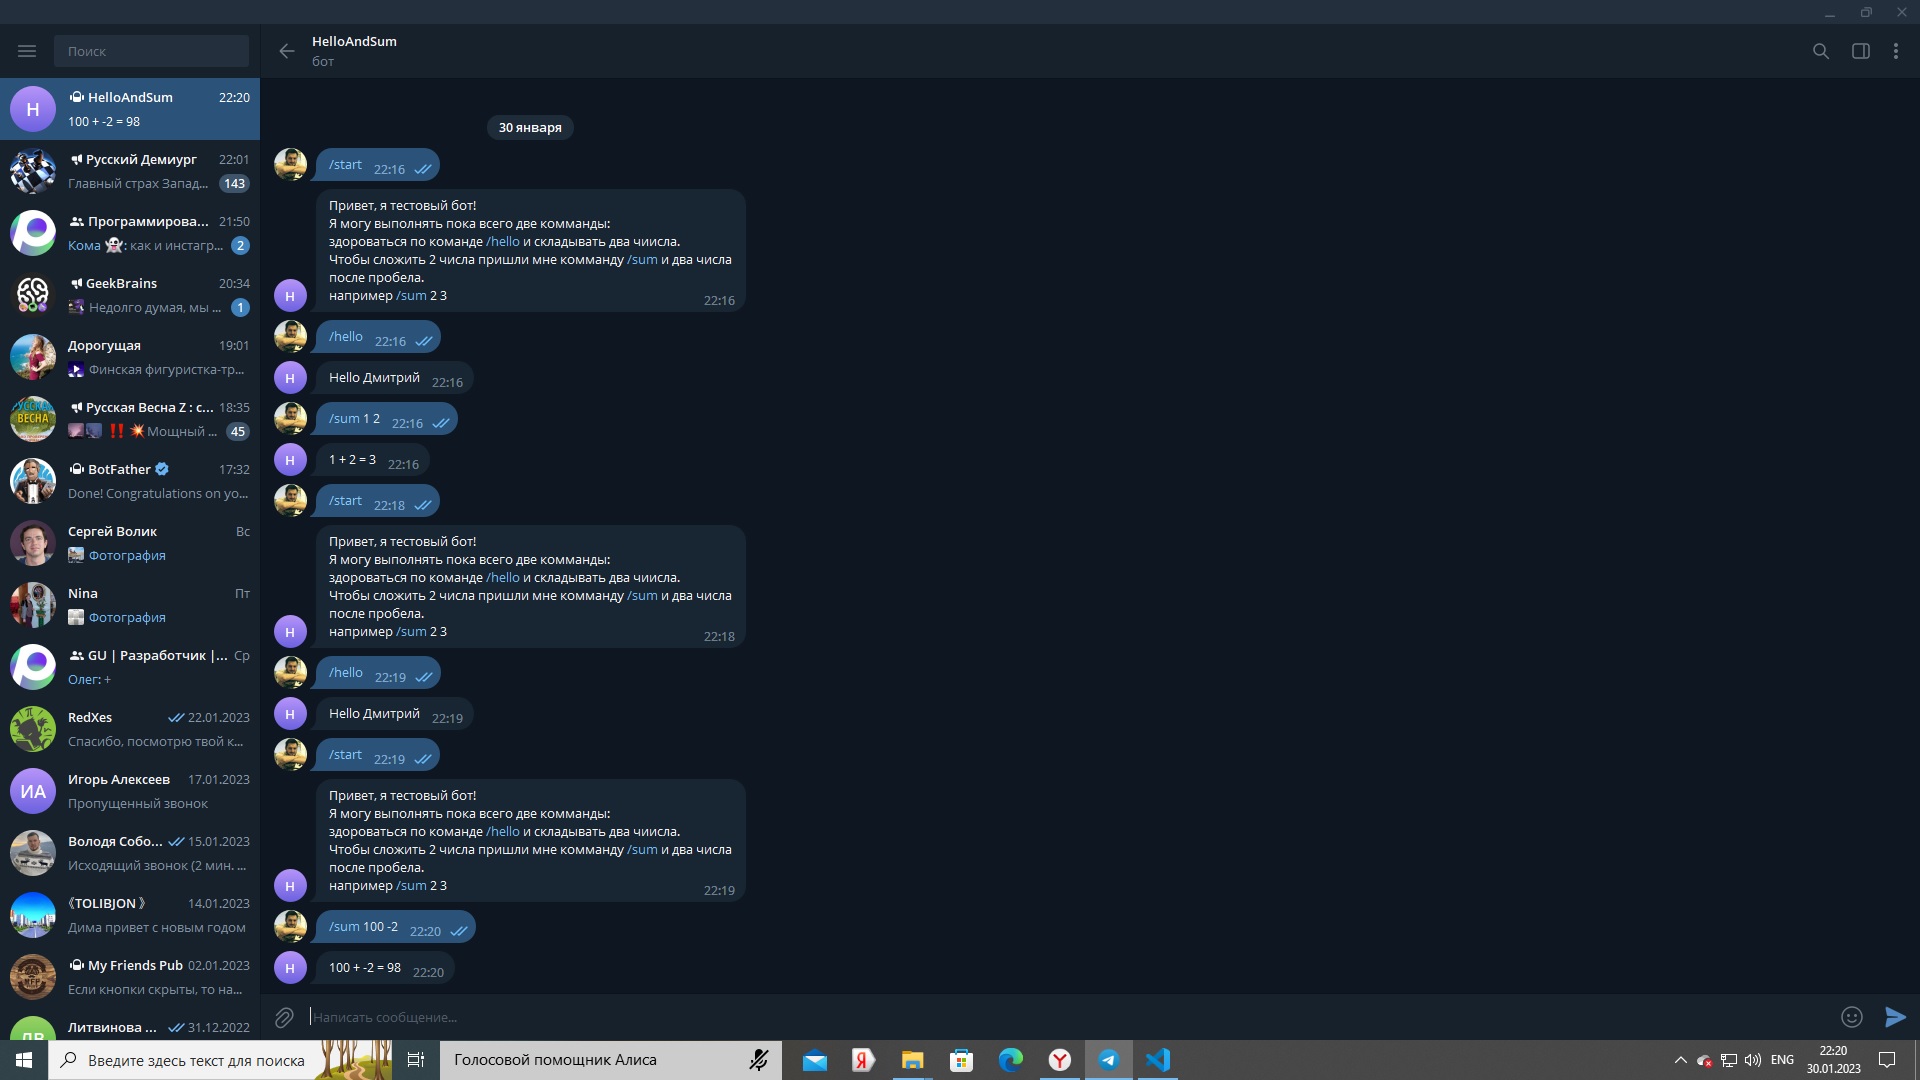 Поиск
HelloAndSum
бот
HelloAndSum 22:20
100 + -2 = 98
Русский Демиург 22:01
Главный страх Запад... 143
Программирова... 21:50
Кома 👻: как и инстагр... 2
GeekBrains 20:34
Недолго думая, мы ... 1
Дорогущая 19:01
Финская фигуристка-тр...
Русская Весна Z : с... 18:35
‼️ 💥Мощный ... 45
BotFather 17:32
Done! Congratulations on yo...
Сергей Волик Вс
Фотография
Nina Пт
Фотография
GU | Разработчик |... Ср
Олег: +
RedXes 22.01.2023
Спасибо, посмотрю твой к...
ИА
Игорь Алексеев 17.01.2023
Пропущенный звонок
Володя Собо... 15.01.2023
Исходящий звонок (2 мин. ...
《TOLIBJON 》 14.01.2023
Дима привет с новым годом
My Friends Pub 02.01.2023
Если кнопки скрыты, то на...
Литвинова ... 31.12.2022
30 января
/start 22:16
Привет, я тестовый бот!
Я могу выполнять пока всего две комманды:
здороваться по команде /hello и складывать два чиисла.
Чтобы сложить 2 числа пришли мне комманду /sum и два числа
после пробела.
например /sum 2 3 22:16
/hello 22:16
H Hello Дмитрий 22:16
/sum 1 2 22:16
H 1 + 2 = 3 22:16
/start 22:18
Привет, я тестовый бот!
Я могу выполнять пока всего две комманды:
здороваться по команде /hello и складывать два чиисла.
Чтобы сложить 2 числа пришли мне комманду /sum и два числа
после пробела.
H например /sum 2 3 22:18
/hello 22:19
H Hello Дмитрий 22:19
/start 22:19
Привет, я тестовый бот!
Я могу выполнять пока всего две комманды:
здороваться по команде /hello и складывать два чиисла.
Чтобы сложить 2 числа пришли мне комманду /sum и два числа
после пробела.
H например /sum 2 3 22:19
/sum 100 -2 22:20
H 100 + -2 = 98 22:20
Написать сообщение...
Введите здесь текст для поиска
Голосовой помощник Алиса
ENG
22:20
30.01.2023